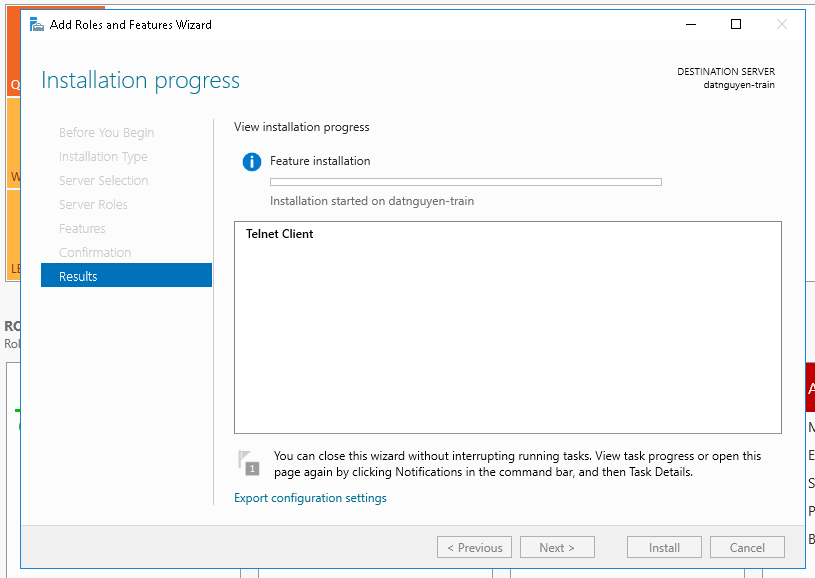 Add Roles and Features Wizard
Installation progress
DESTINATION SERVER
datnguyen-train
Before You Begin
Installation Type
Server Selection
Server Roles
Features
Confirmation
Results
View installation progress
Feature installation
Installation started on datnguyen-train
Telnet Client
1
You can close this wizard without interrupting running tasks. View task progress or open this
page again by clicking Notifications in the command bar, and then Task Details.
Export configuration settings
< Previous
Next >
Install
Cancel